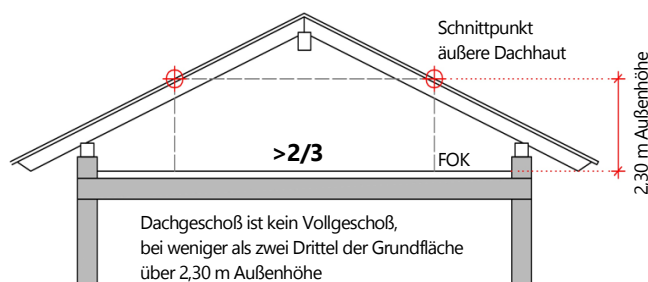 Schnittpunkt
äußere Dachhaut
2,30 m Außenhöhe
>2/3
FOK
Dachgeschoß ist kein Vollgeschoß,
bei weniger als zwei Drittel der Grundfläche
über 2,30 m Außenhöhe